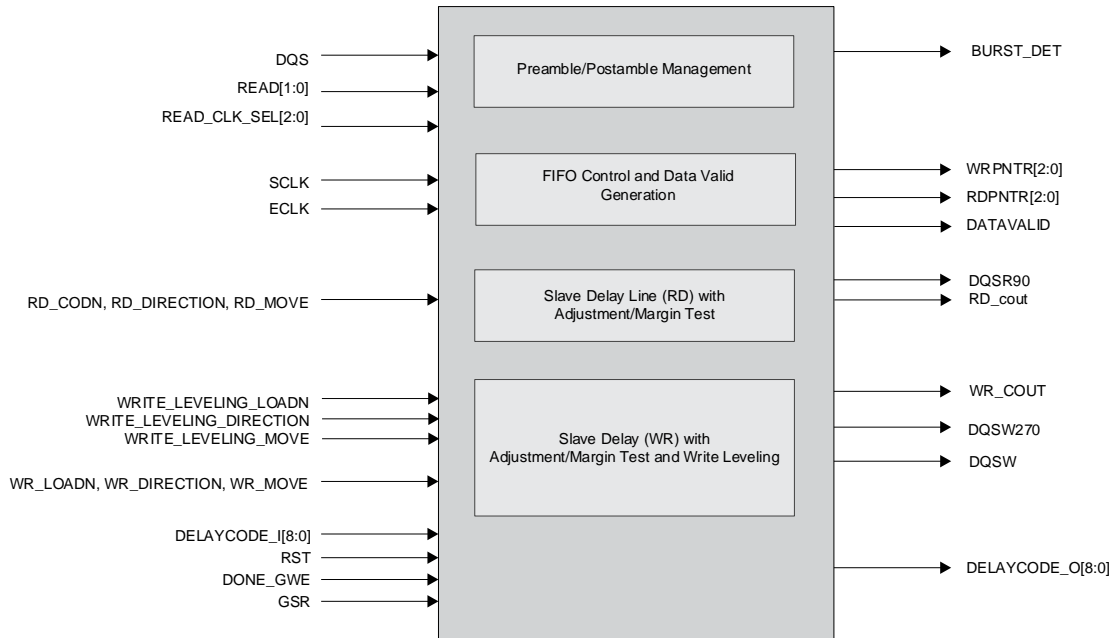 DQS
READ[1:0]
READ_CLK_SEL[2:0]
SCLK
ECLK
RD_CODN, RD_DIRECTION, RD_MOVE
WRITE_LEVELING_LOADN
WRITE_LEVELING_DIRECTION
WRITE_LEVELING_MOVE
WR_LOADN, WR_DIRECTION, WR_MOVE
DELAYCODE_I[8:0]
RST
DONE_GWE
GSR
Preamble/Postamble Management
FIFO Control and Data Valid
Generation
Slave Delay Line (RD) with
Adjustment/Margin Test
Slave Delay (WR) with
Adjustment/Margin Test and Write Leveling
BURST_DET
WRPNTR[2:0]
RDPNTR[2:0]
DATAVALID
DQSR90
RD_cout
WR_COUT
DQSW270
DQSW
DELAYCODE_O[8:0]